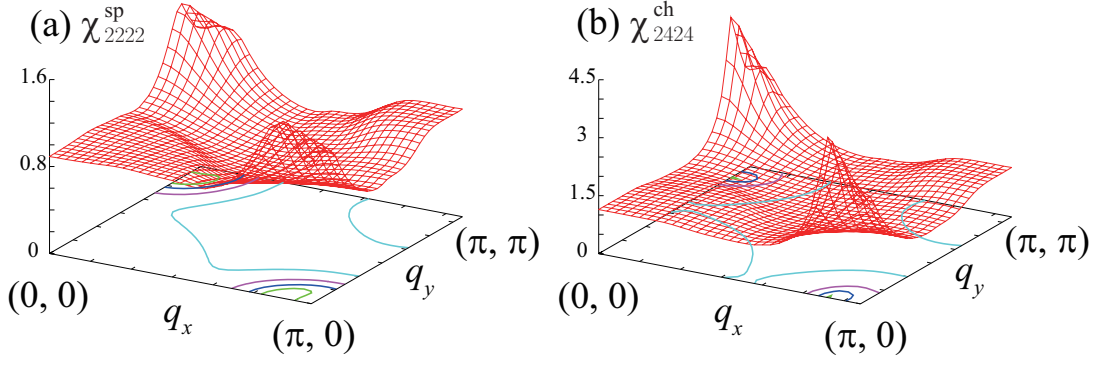 (a) χ^sp_2222
1.6
0.8
0
(0, 0)
q_x
(π, 0)
q_y
(π, π)
(b) χ^ch_2424
4.5
3
1.5
0
(0, 0)
q_x
(π, 0)
q_y
(π, π)